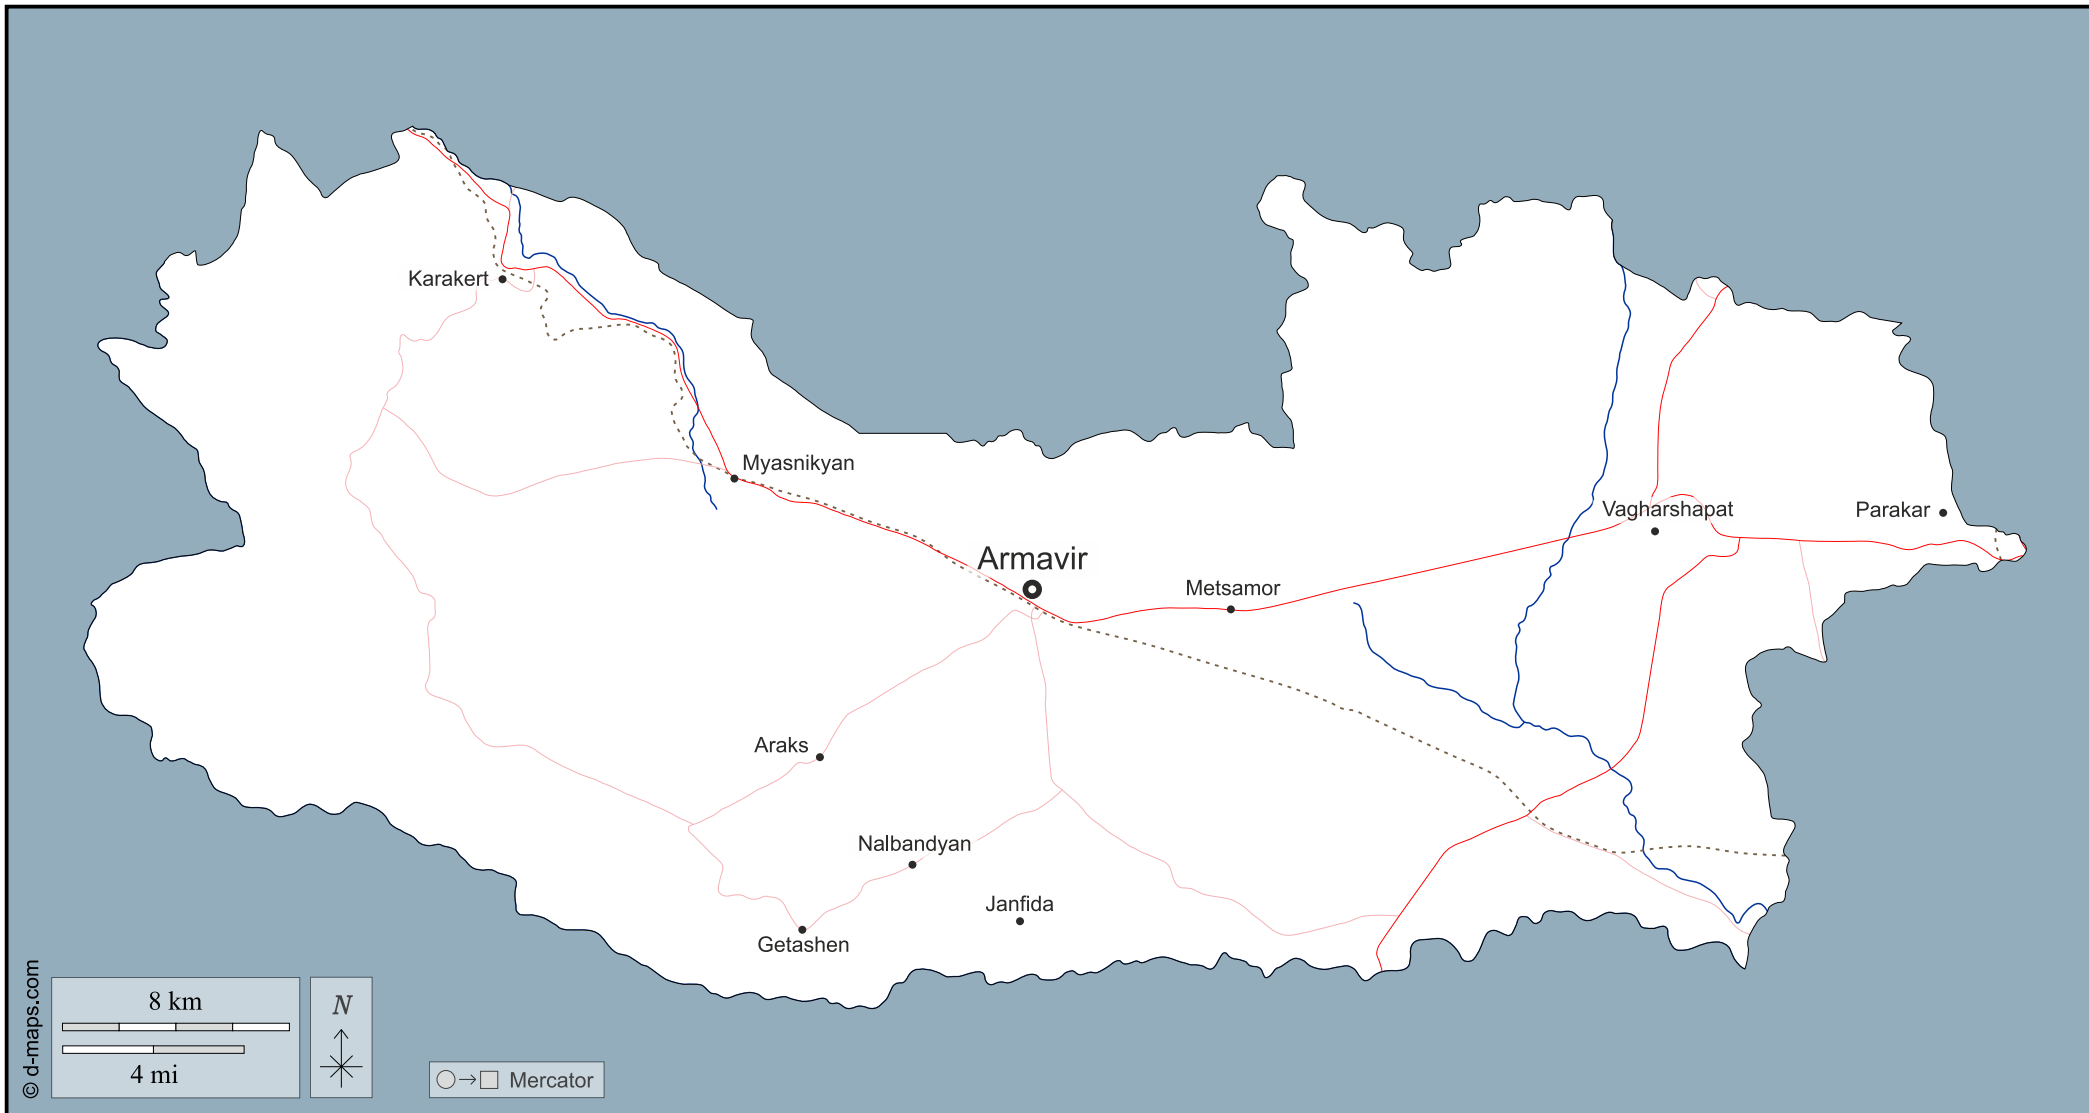 Karakert
Myasnikyan
Vagharshapat
Parakar
Armavir
Metsamor
Araks
Nalbandyan
Janfida
Getashen
© d-maps.com
8 km
4 mi
N
Mercator